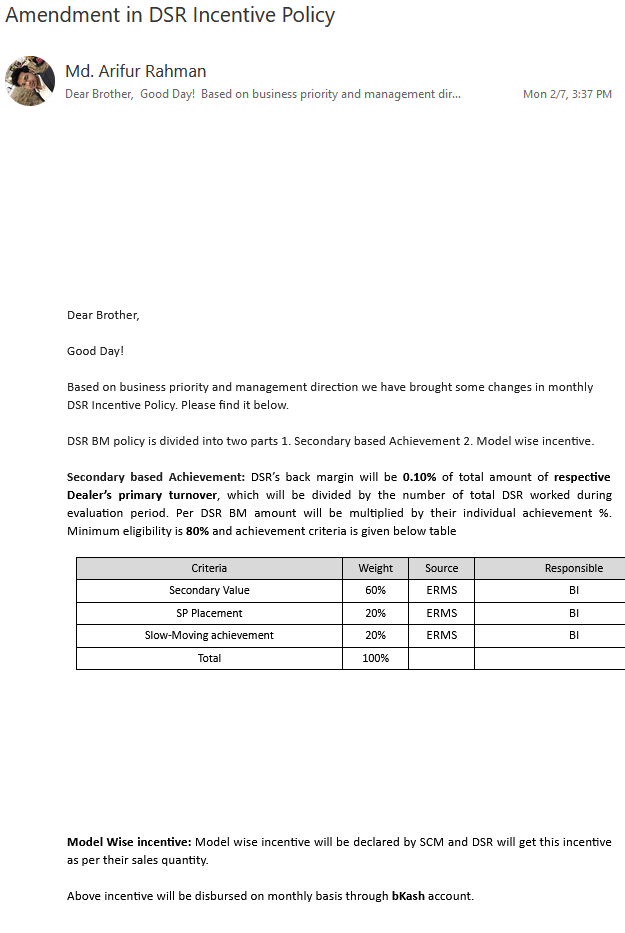 Amendment in DSR Incentive Policy
Md. Arifur Rahman
Dear Brother,  Good Day!  Based on business priority and management dir...
Mon 2/7, 3:37 PM
Dear Brother,
Good Day!
Based on business priority and management direction we have brought some changes in monthly
DSR Incentive Policy. Please find it below.
DSR BM policy is divided into two parts 1. Secondary based Achievement 2. Model wise incentive.
Secondary based Achievement: DSR's back margin will be 0.10% of total amount of respective
Dealer's primary turnover, which will be divided by the number of total DSR worked during
evaluation period. Per DSR BM amount will be multiplied by their individual achievement %.
Minimum eligibility is 80% and achievement criteria is given below table
Criteria Weight Source Responsible
Secondary Value 60% ERMS BI
SP Placement 20% ERMS BI
Slow-Moving achievement 20% ERMS BI
Total 100%
Model Wise incentive: Model wise incentive will be declared by SCM and DSR will get this incentive
as per their sales quantity.
Above incentive will be disbursed on monthly basis through bKash account.